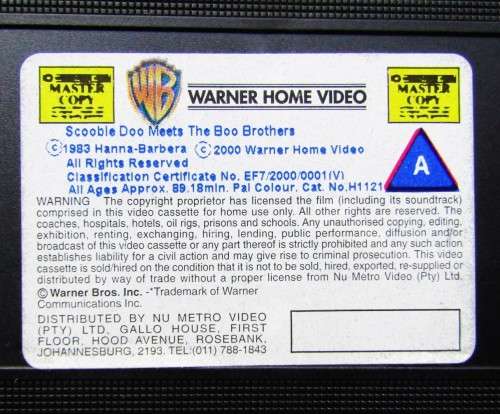 MASTER COPY
WB
WARNER HOME VIDEO
MASTER COPY
Scoobie Doo Meets The Boo Brothers
©1983 Hanna-Barbera ©2000 Warner Home Video
All Rights Reserved
Classification Certificate No. EF7/2000/0001(V)
All Ages Approx. 89.18min. Pal Colour. Cat. No.H1121
A
WARNING The copyright proprietor has licensed the film (including its soundtrack)
comprised in this video cassette for home use only. All other rights are reserved. The
coaches, hospitals, hotels, oil rigs, prisons and schools. Any unauthorised copying, editing,
exhibition, renting, exchanging, hiring, lending, public performance, diffusion and/or
broadcast of this video cassette or any part thereof is strictly prohibited and any such action
establishes liability for a civil action and may give rise to criminal prosecution. This video
cassette is sold/hired on the condition that it is not to be sold, hired, exported, re-supplied or
distributed by way of trade without a proper license from Nu Metro Video (Pty) Ltd.
© Warner Bros. Inc. -*Trademark of Warner
Communications Inc.
DISTRIBUTED BY NU METRO VIDEO
(PTY) LTD, GALLO HOUSE, FIRST
FLOOR, HOOD AVENUE, ROSEBANK,
JOHANNESBURG, 2193. TEL:(011) 788-1843